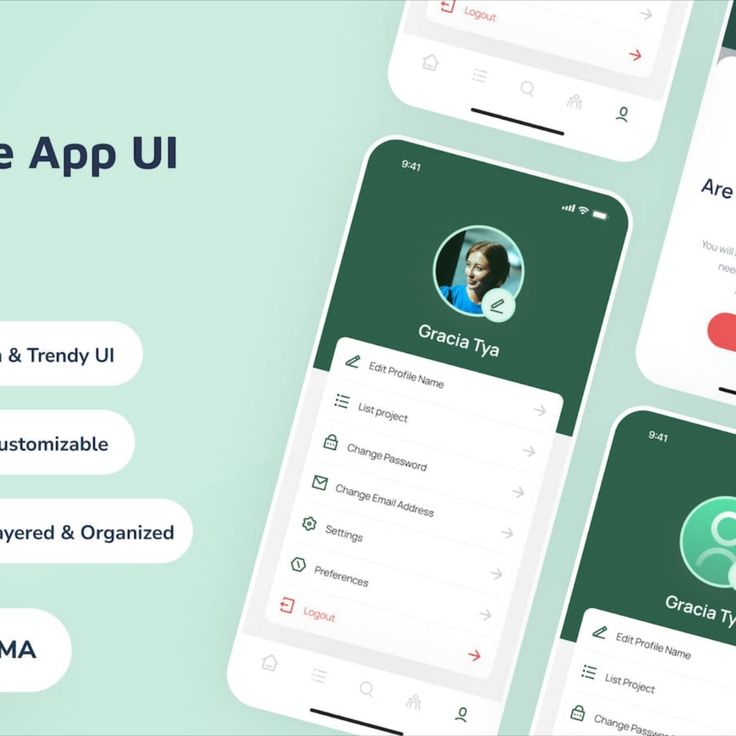 e App UI
& Trendy UI
ustomizable
ayered & Organized
MA
Logout
9:41
Gracia Tya
Edit Profile Name
List project
Change Password
Change Email Address
Settings
Preferences
Logout
Are
You will
nee
9:41
Gracia Ty
Edit Profile Name
List Project
Change Passwor